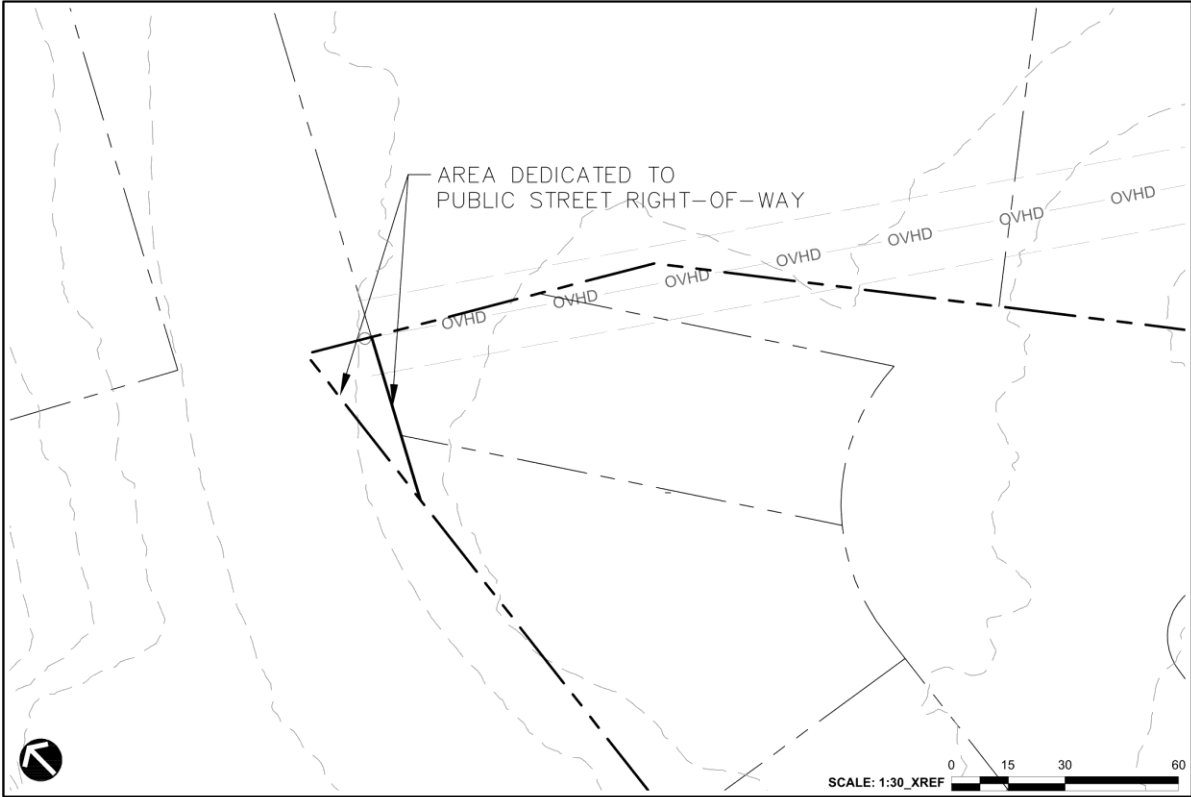 AREA DEDICATED TO
PUBLIC STREET RIGHT-OF-WAY
OVHD
OVHD
OVHD
OVHD
OVHD
OVHD
OVHD
0 15 30 60
SCALE: 1:30_XREF